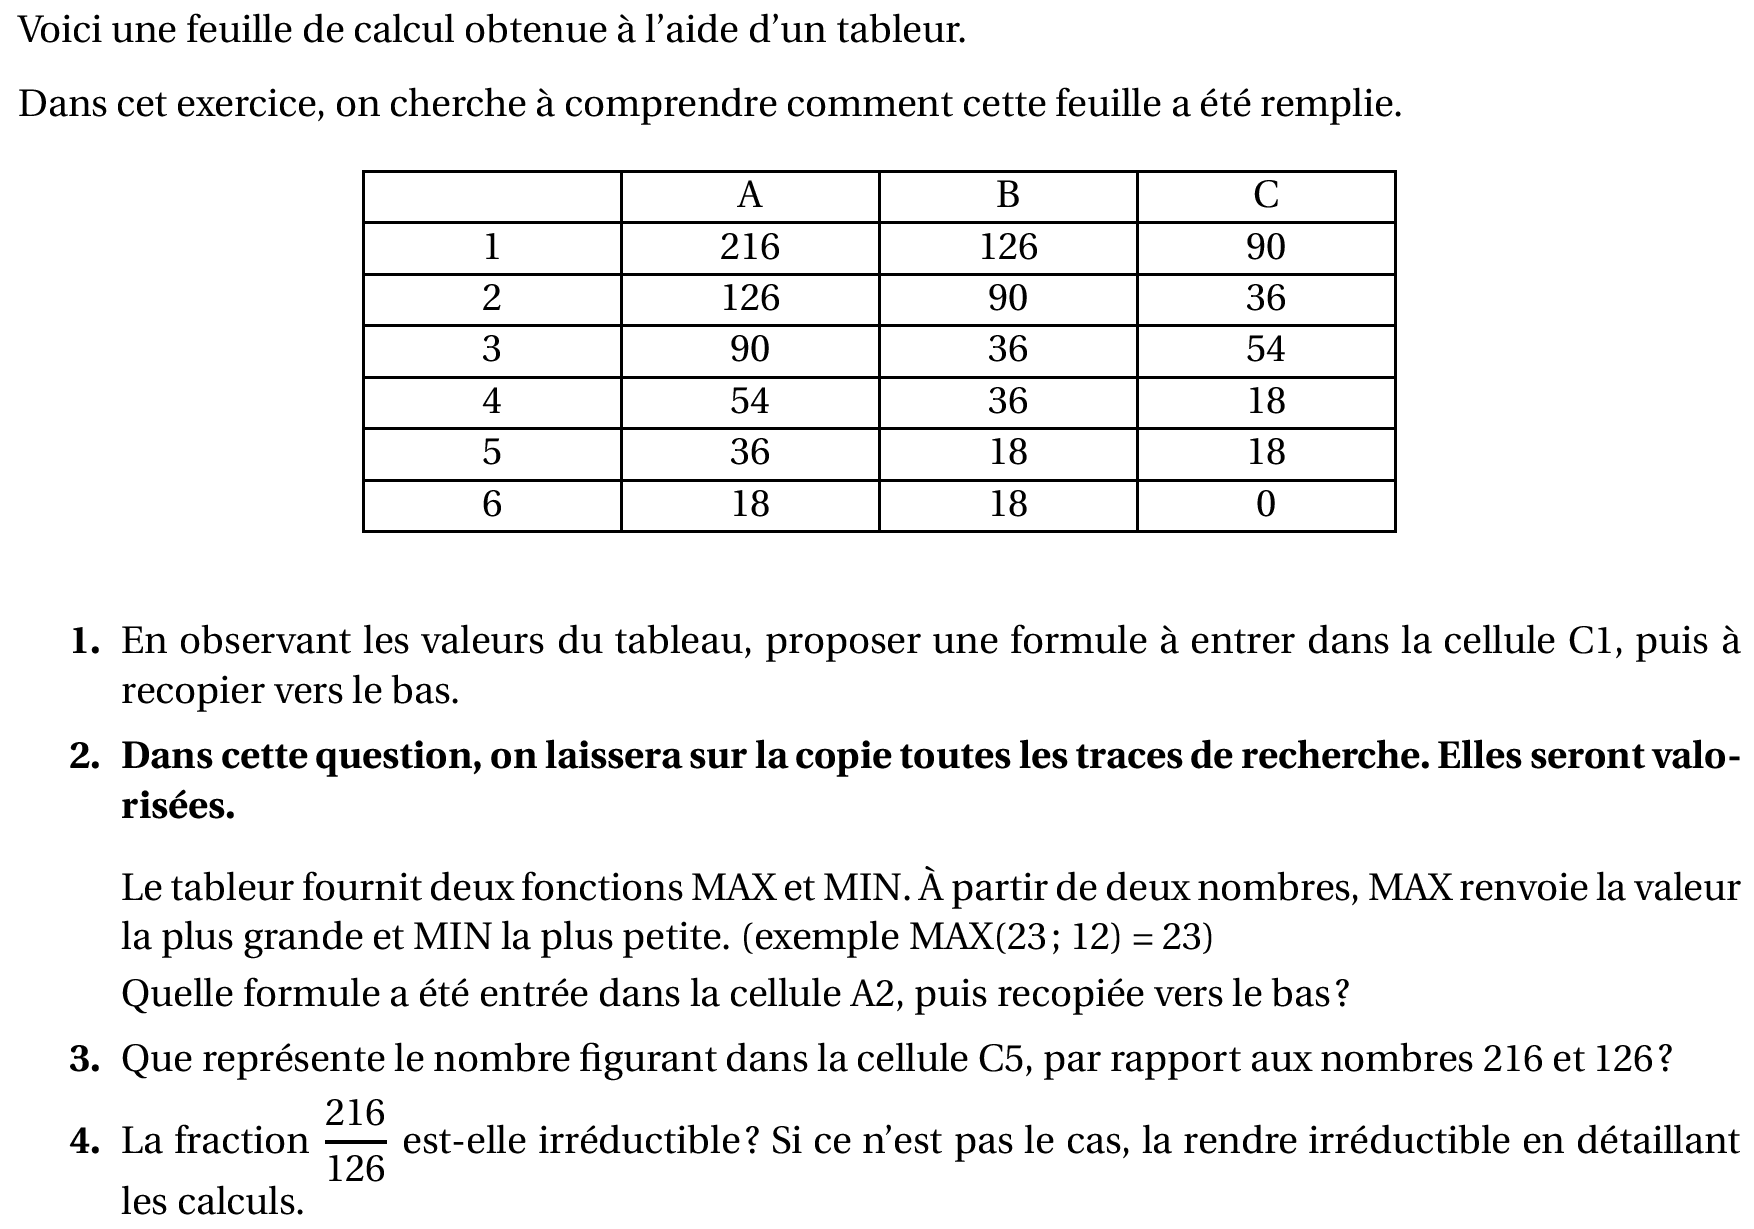 Voici une feuille de calcul obtenue à l’aide d’un tableur.
Dans cet exercice, on cherche à comprendre comment cette feuille a été remplie.
A B C
1 216 126 90
2 126 90 36
3 90 36 54
4 54 36 18
5 36 18 18
6 18 18 0
1. En observant les valeurs du tableau, proposer une formule à entrer dans la cellule C1, puis à
recopier vers le bas.
2. Dans cette question, on laissera sur la copie toutes les traces de recherche. Elles seront valo-
risées.
Le tableur fournit deux fonctions MAX et MIN. À partir de deux nombres, MAX renvoie la valeur
la plus grande et MIN la plus petite. (exemple MAX(23 ; 12) = 23)
Quelle formule a été entrée dans la cellule A2, puis recopiée vers le bas ?
3. Que représente le nombre figurant dans la cellule C5, par rapport aux nombres 216 et 126 ?
4. La fraction 216/126 est-elle irréductible ? Si ce n’est pas le cas, la rendre irréductible en détaillant
les calculs.